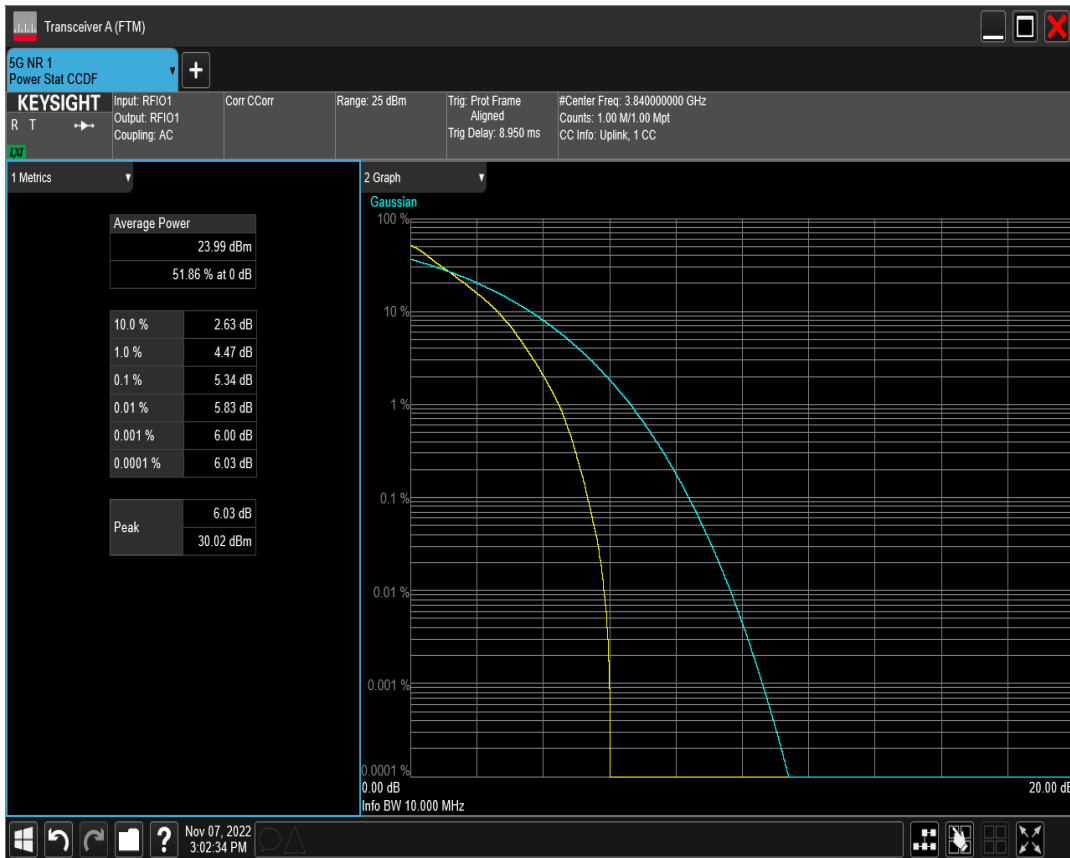 Transceiver A (FTM)
5G NR 1
Power Stat CCDF
+
KEYSIGHT
R T
LXI
Input: RFIO1
Output: RFIO1
Coupling: AC
Corr CCorr
Range: 25 dBm
Trig: Prot Frame
Aligned
Trig Delay: 8.950 ms
#Center Freq: 3.840000000 GHz
Counts: 1.00 M/1.00 Mpt
CC Info: Uplink, 1 CC
1 Metrics
Average Power
23.99 dBm
51.86 % at 0 dB
10.0 % 2.63 dB
1.0 % 4.47 dB
0.1 % 5.34 dB
0.01 % 5.83 dB
0.001 % 6.00 dB
0.0001 % 6.03 dB
Peak 6.03 dB
30.02 dBm
2 Graph
Gaussian
100 %
10 %
1 %
0.1 %
0.01 %
0.001 %
0.0001 %
0.00 dB 20.00 dB
Info BW 10.000 MHz
?
Nov 07, 2022
3:02:34 PM